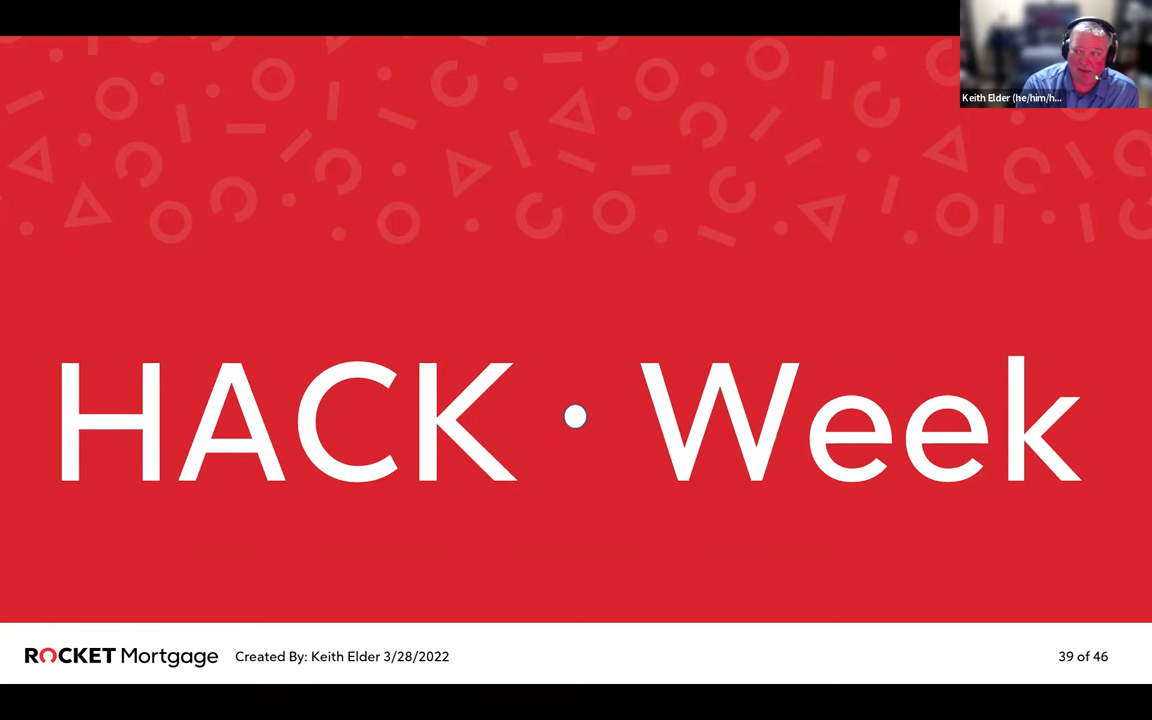 Keith Elder (he/him/h...
HACK · Week
ROCKET Mortgage
Created By: Keith Elder 3/28/2022
39 of 46